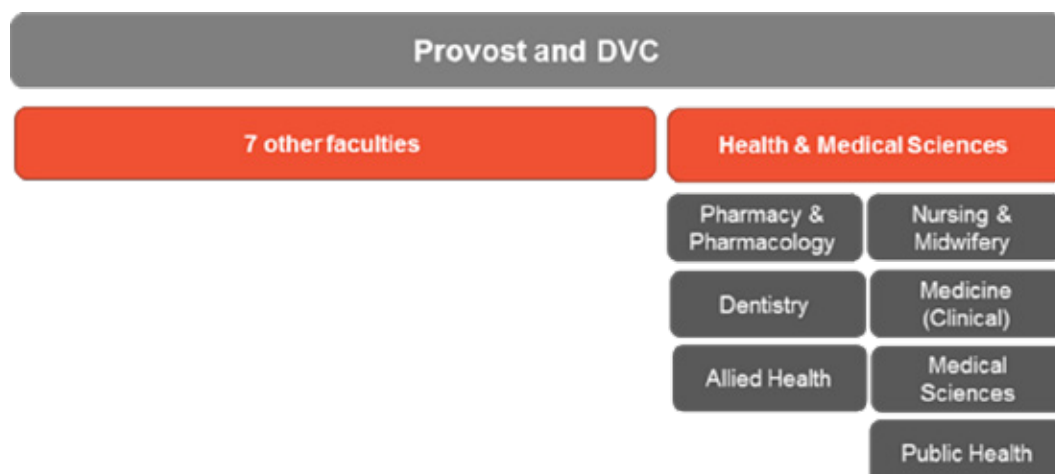 Provost and DVC
7 other faculties
Health & Medical Sciences
Pharmacy &
Pharmacology
Nursing &
Midwifery
Dentistry
Medicine
(Clinical)
Allied Health
Medical
Sciences
Public Health